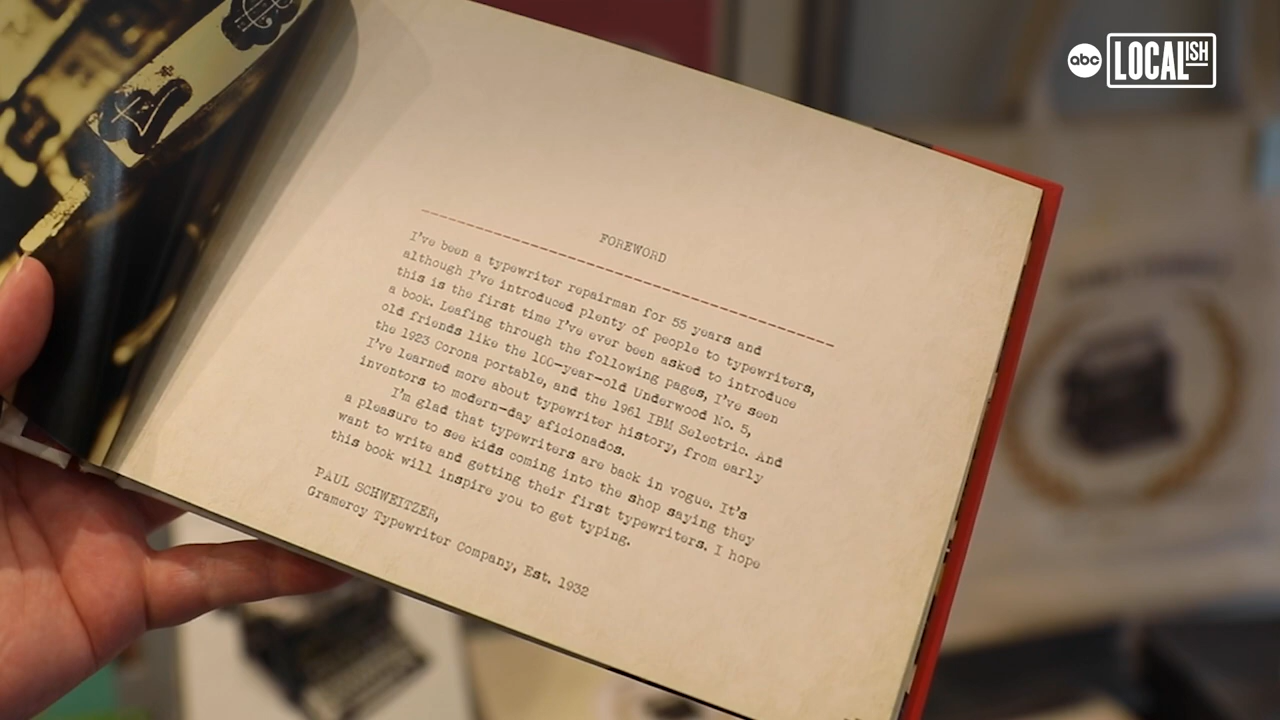 abc LOCALISH
FOREWORD
I've been a typewriter repairman for 55 years and
although I've introduced plenty of people to typewriters,
this is the first time I've ever been asked to introduce
a book. Leafing through the following pages, I've seen
old friends like the 100-year-old Underwood No. 5,
the 1923 Corona portable, and the 1961 IBM Selectric. And
I've learned more about typewriter history, from early
inventors to modern-day aficionados.
I'm glad that typewriters are back in vogue. It's
a pleasure to see kids coming into the shop saying they
want to write and getting their first typewriters. I hope
this book will inspire you to get typing.
PAUL SCHWEITZER,
Gramercy Typewriter Company, Est. 1932